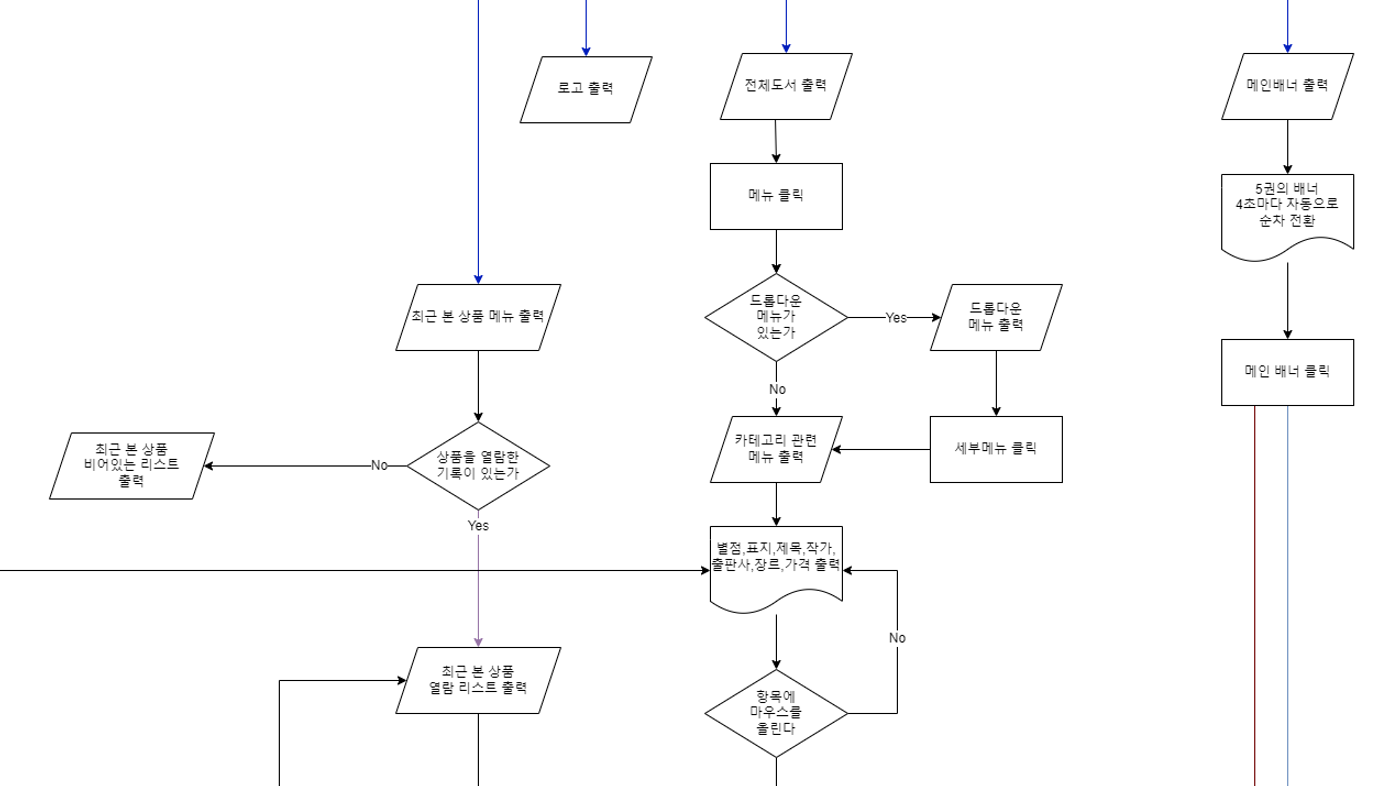 로고 출력
전체도서 출력
메인배너 출력
메뉴 클릭
5권의 배너
4초마다 자동으로
순차 전환
최근 본 상품 메뉴 출력
드롭다운
메뉴가
있는가
Yes
드롭다운
메뉴 출력
메인 배너 클릭
No
최근 본 상품
비어있는 리스트
출력
No
상품을 열람한
기록이 있는가
카테고리 관련
메뉴 출력
세부메뉴 클릭
Yes
별점,표지,제목,작가,
출판사,장르,가격 출력
No
최근 본 상품
열람 리스트 출력
항목에
마우스를
올린다